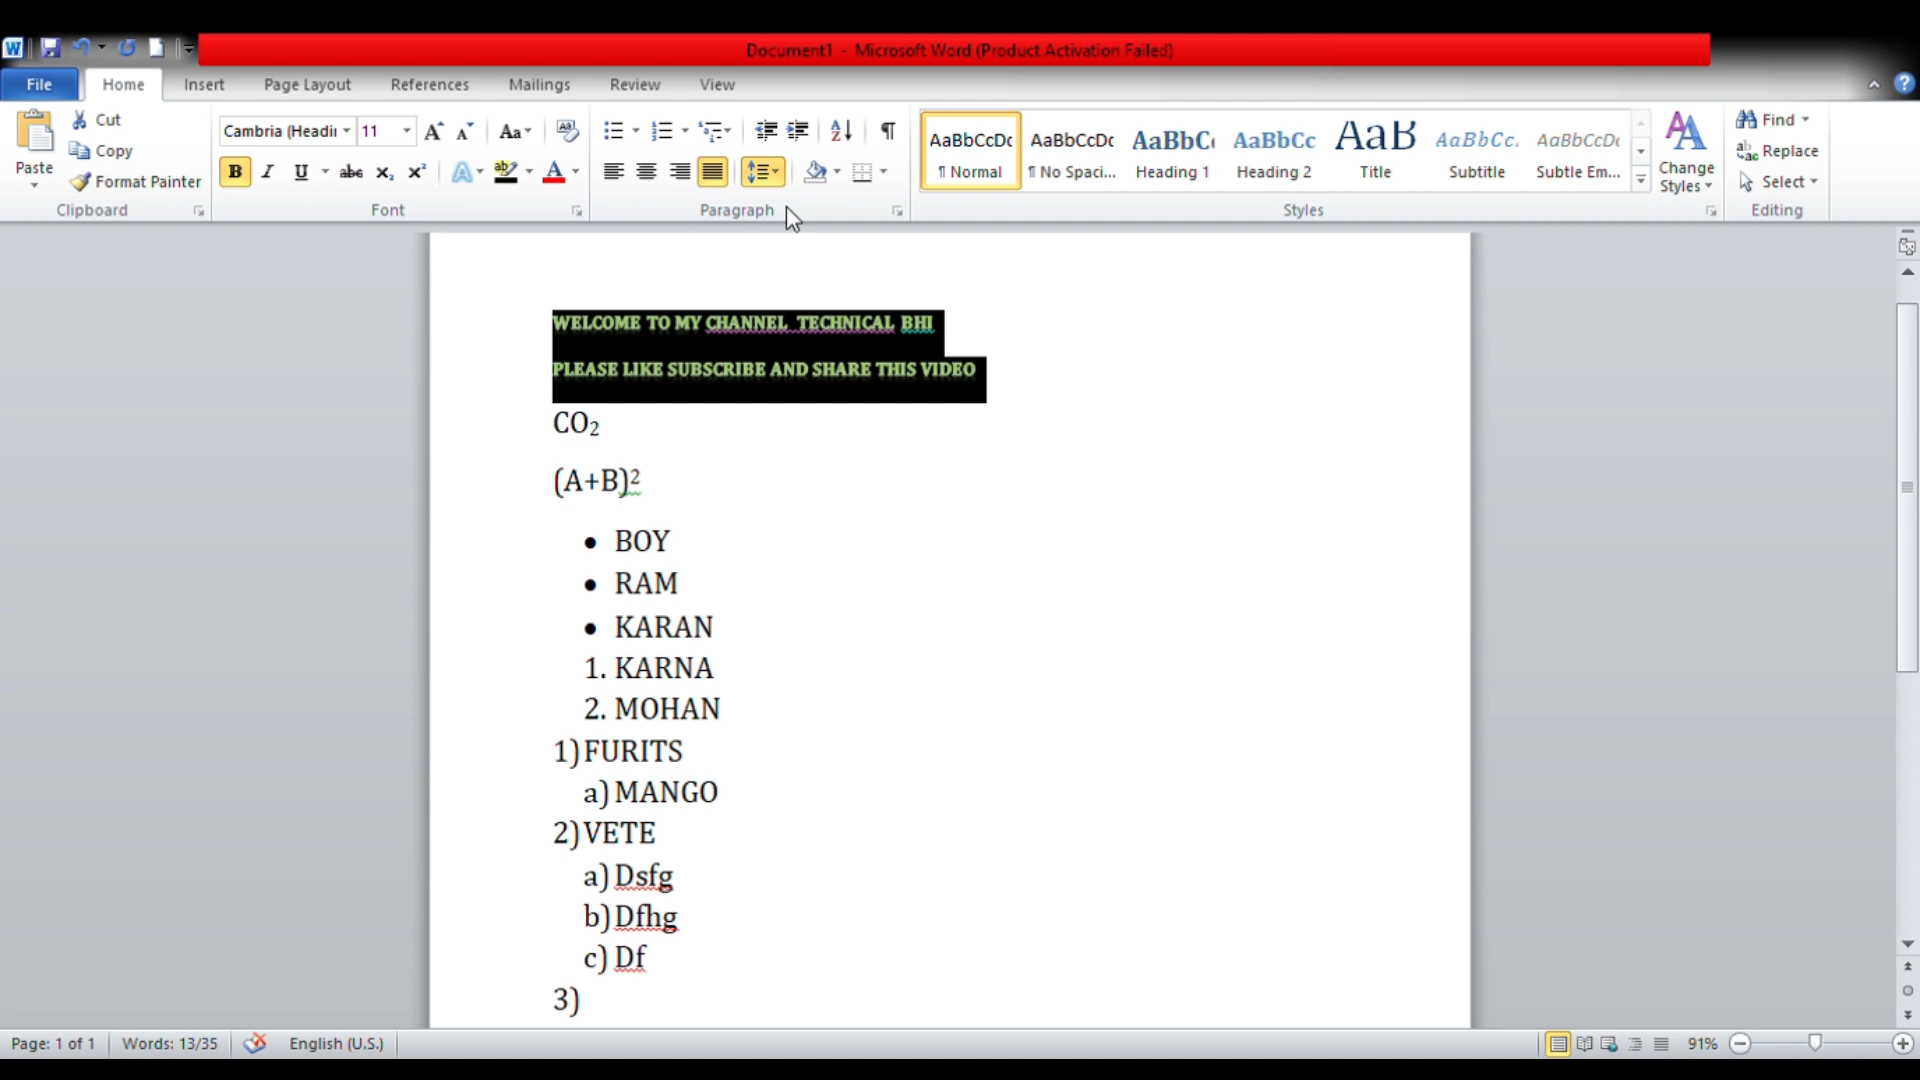 Document1 - Microsoft Word (Product Activation Failed)
File Home Insert Page Layout References Mailings Review View
Cut
Copy
Format Painter
Paste
Clipboard
Cambria (Headi 11
Font
Paragraph
AaBbCcDc AaBbCcDc AaBbC AaBbCc AaB AaBbCc. AaBbCcDc
¶ Normal ¶ No Spaci... Heading 1 Heading 2 Title Subtitle Subtle Em...
Styles
Change
Styles
Find
Replace
Select
Editing
WELCOME TO MY CHANNEL TECHNICAL BHI
PLEASE LIKE SUBSCRIBE AND SHARE THIS VIDEO
CO₂
(A+B)²
• BOY
• RAM
• KARAN
1. KARNA
2. MOHAN
1) FURITS
a) MANGO
2) VETE
a) Dsfg
b) Dfhg
c) Df
3)
Page: 1 of 1 Words: 13/35 English (U.S.) 91%